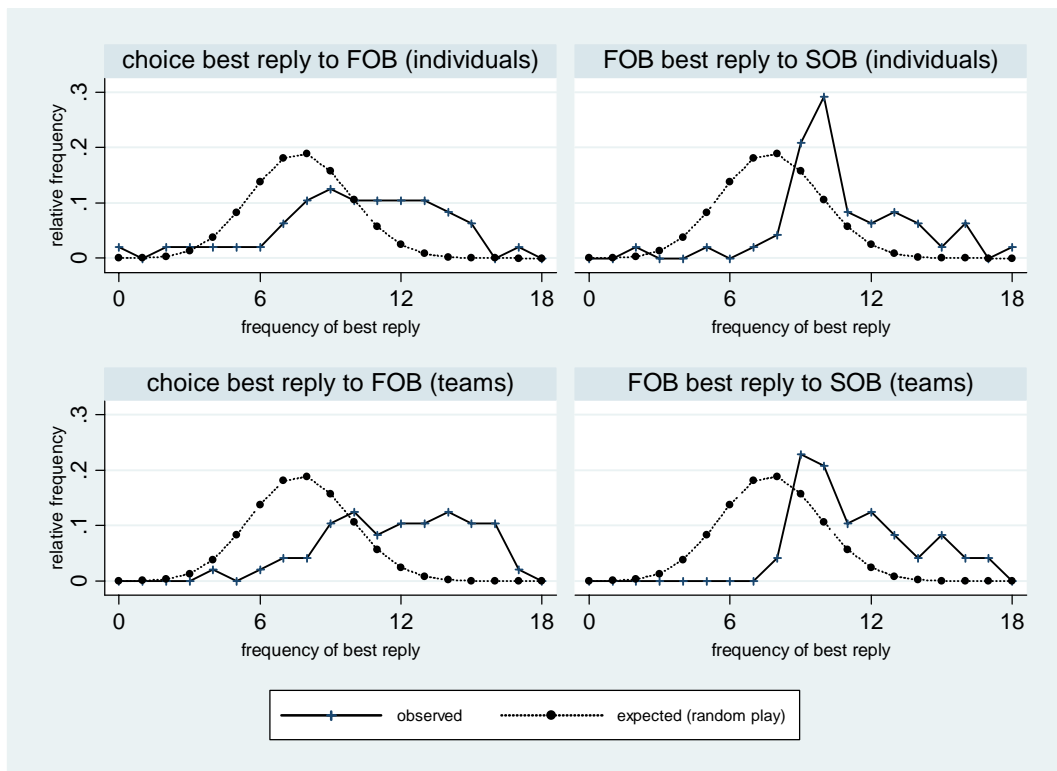 choice best reply to FOB (individuals)
FOB best reply to SOB (individuals)
relative frequency
.3
.2
.1
0
0 6 12 18
frequency of best reply
0 6 12 18
frequency of best reply
choice best reply to FOB (teams)
FOB best reply to SOB (teams)
relative frequency
.3
.2
.1
0
0 6 12 18
frequency of best reply
0 6 12 18
frequency of best reply
observed
expected (random play)